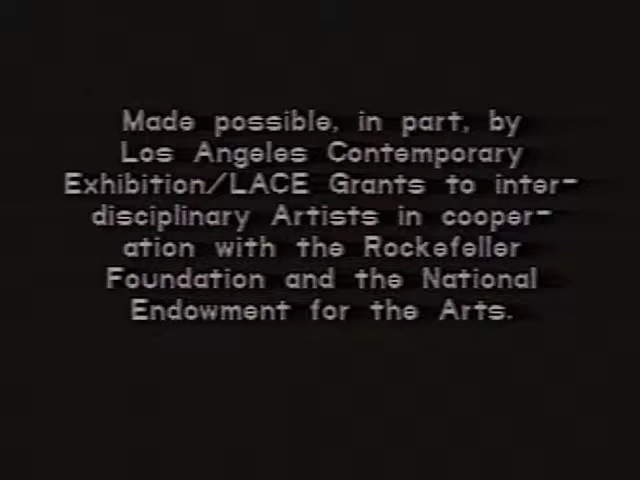 Made possible, in part, by
Los Angeles Contemporary
Exhibition/LACE Grants to inter-
disciplinary Artists in cooper-
ation with the Rockefeller
Foundation and the National
Endowment for the Arts.